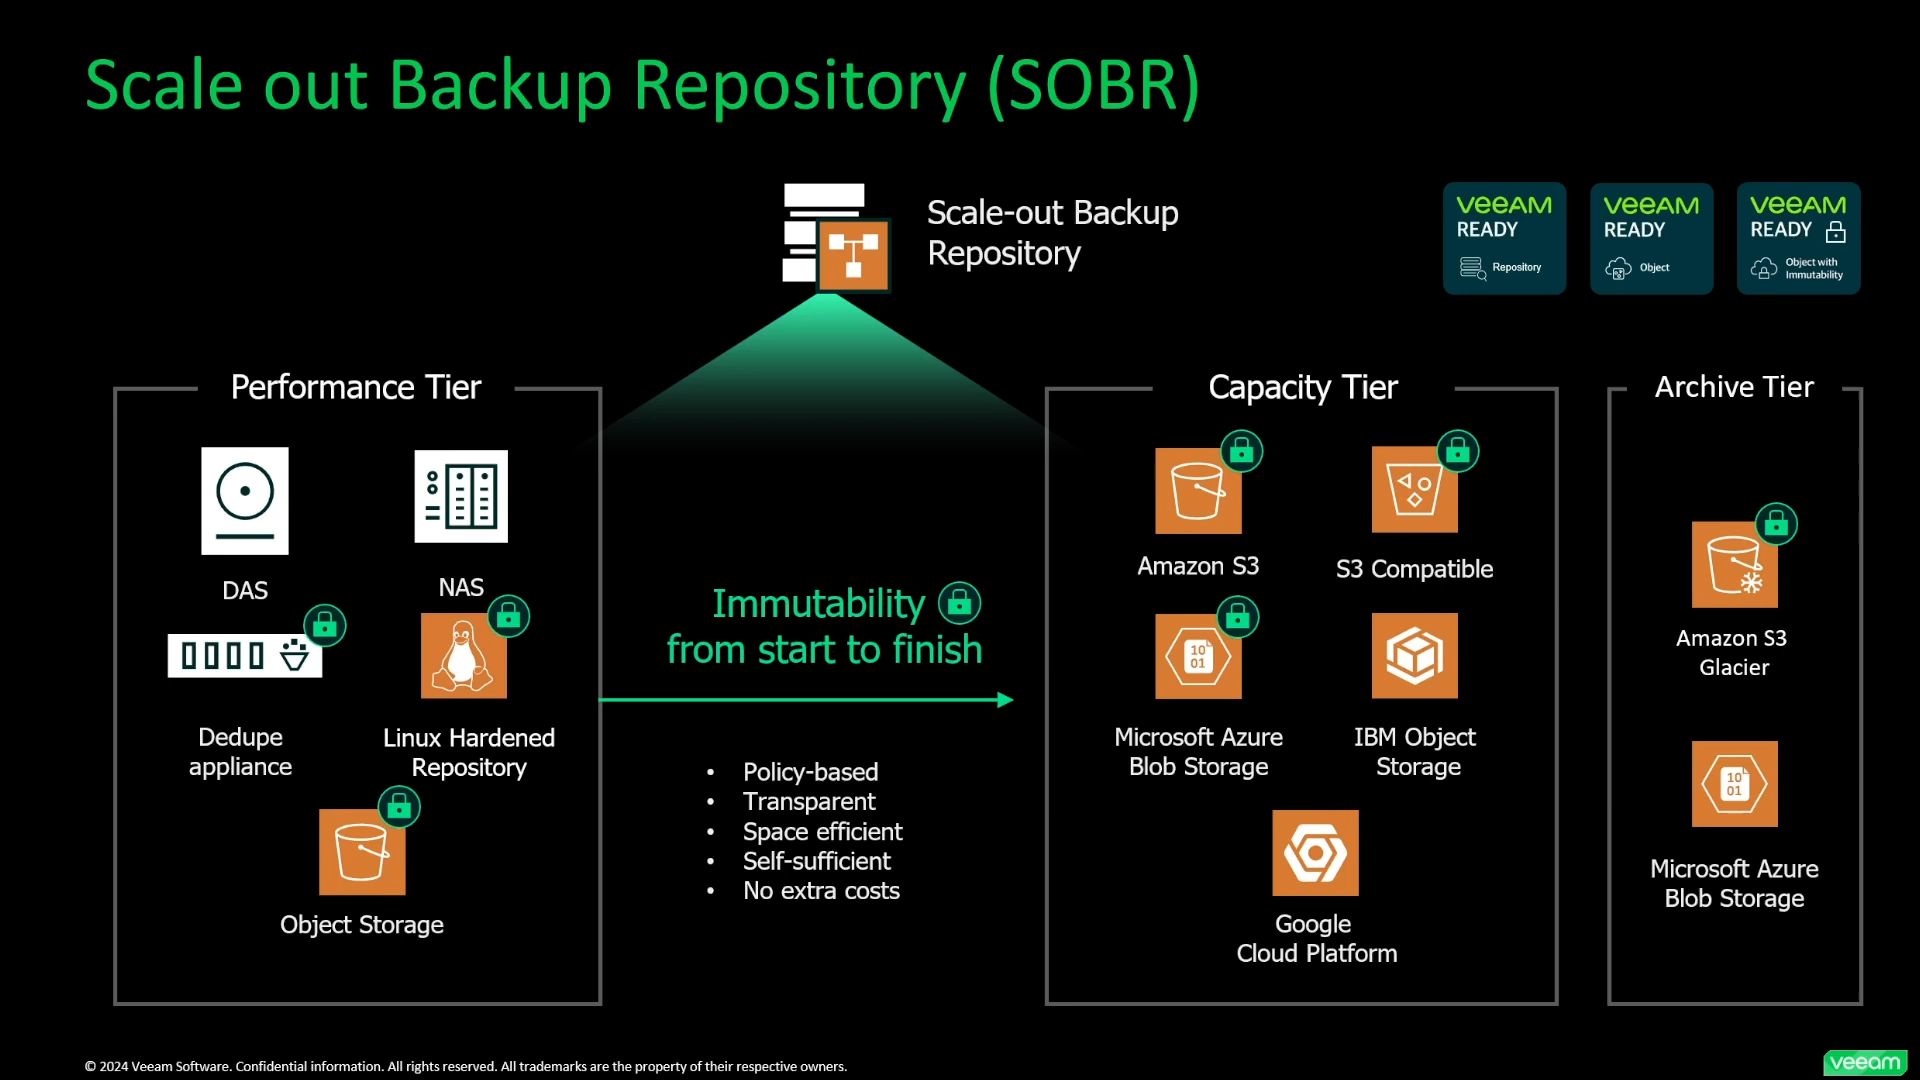 Scale out Backup Repository (SOBR)
Scale-out Backup
Repository
veeAM
READY
Repository
veeAM
READY
Object
veeAM
READY
Object with
Immutability
Performance Tier
DAS
NAS
Dedupe
appliance
Linux Hardened
Repository
Object Storage
Immutability
from start to finish
• Policy-based
• Transparent
• Space efficient
• Self-sufficient
• No extra costs
Capacity Tier
Amazon S3
S3 Compatible
10
01
Microsoft Azure
Blob Storage
IBM Object
Storage
Google
Cloud Platform
Archive Tier
Amazon S3
Glacier
10
01
Microsoft Azure
Blob Storage
© 2024 Veeam Software. Confidential information. All rights reserved. All trademarks are the property of their respective owners.
veeam